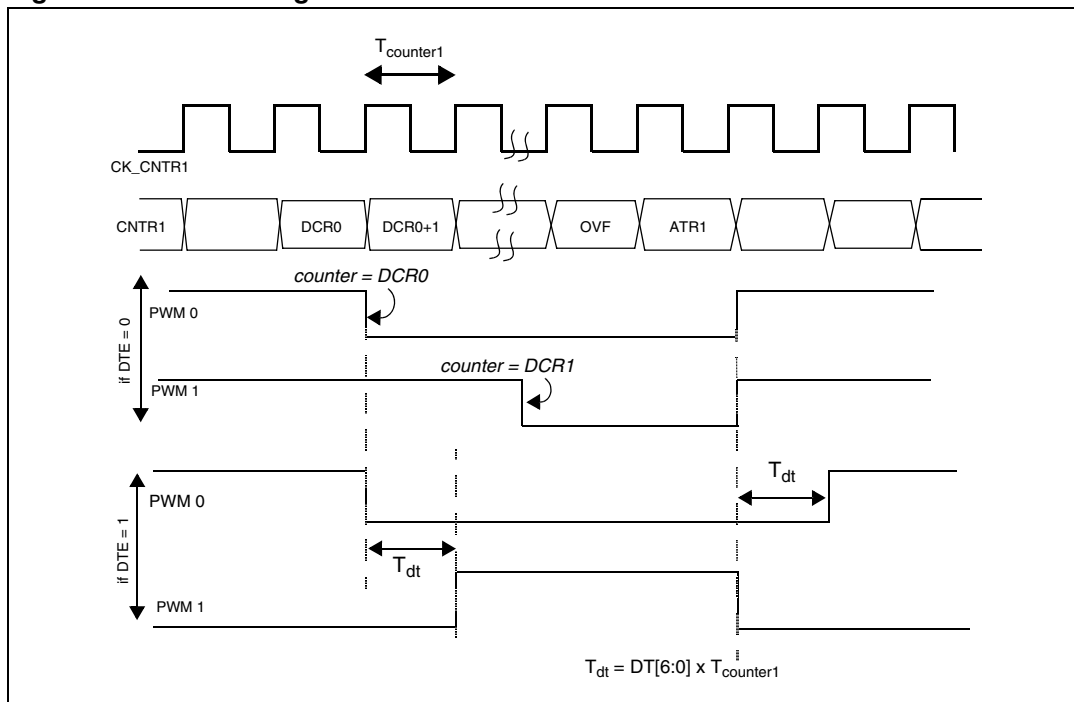 T_counter1
CK_CNTR1
CNTR1
DCR0
DCR0+1
OVF
ATR1
counter = DCR0
PWM 0
if DTE = 0
counter = DCR1
PWM 1
T_dt
PWM 0
if DTE = 1
T_dt
PWM 1
T_dt = DT[6:0] x T_counter1